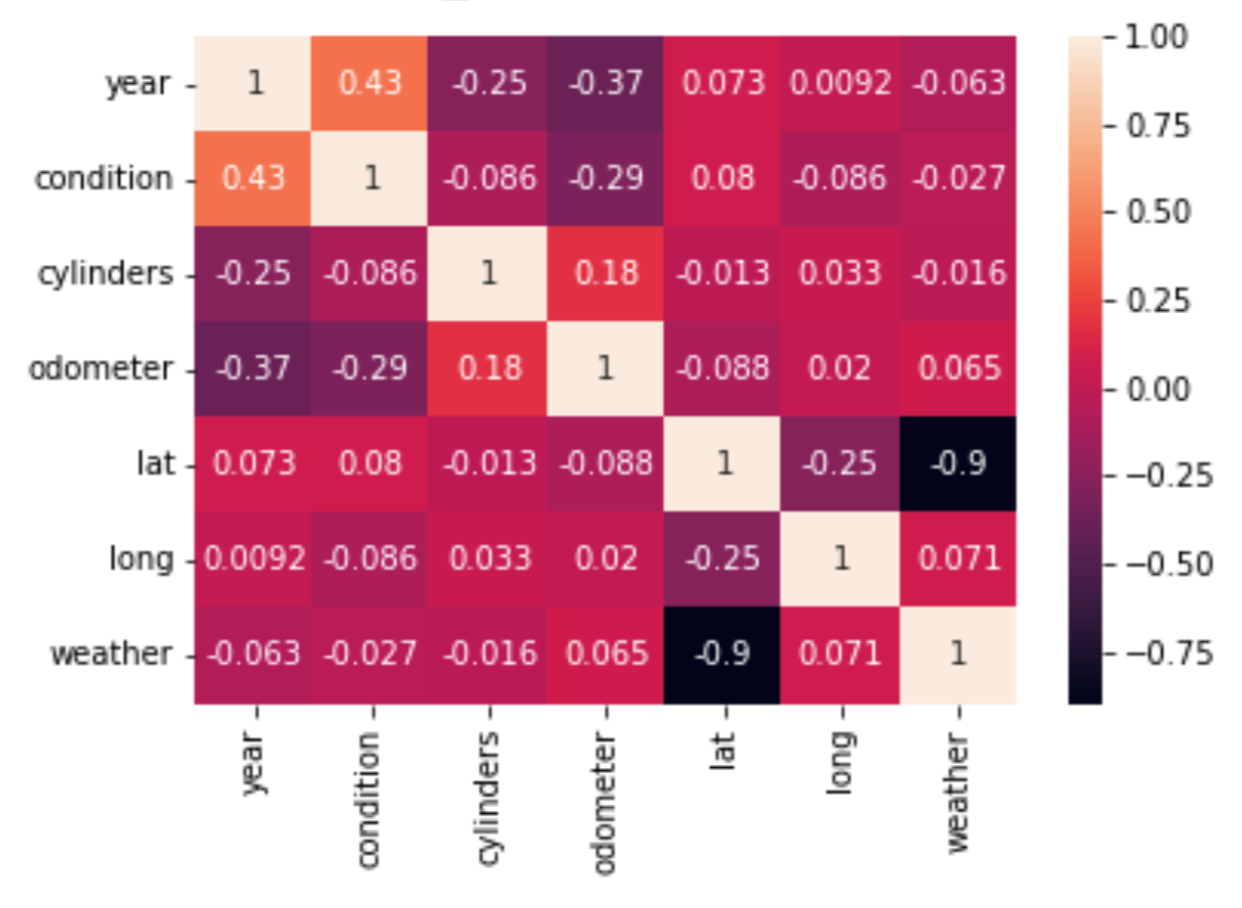 1.00
year 1 0.43 -0.25 -0.37 0.073 0.0092 -0.063
0.75
condition 0.43 1 -0.086 -0.29 0.08 -0.086 -0.027
0.50
cylinders -0.25 -0.086 1 0.18 -0.013 0.033 -0.016
0.25
odometer -0.37 -0.29 0.18 1 -0.088 0.02 0.065
0.00
lat 0.073 0.08 -0.013 -0.088 1 -0.25 -0.9
−0.25
long 0.0092 -0.086 0.033 0.02 -0.25 1 0.071
−0.50
weather -0.063 -0.027 -0.016 0.065 -0.9 0.071 1
−0.75
year condition cylinders odometer lat long weather